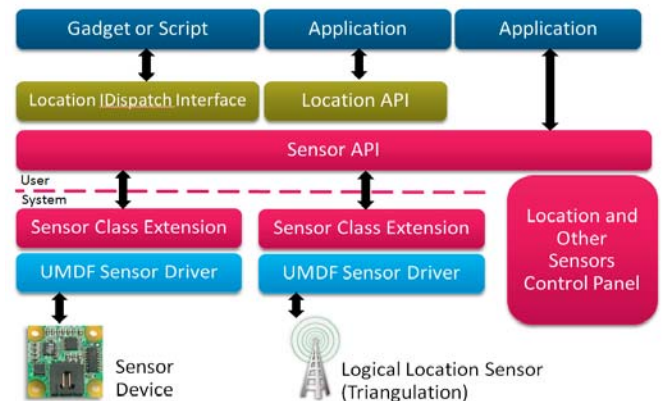 Gadget or Script
Application
Application
Location IDispatch Interface
Location API
Sensor API
User
System
Sensor Class Extension
Sensor Class Extension
UMDF Sensor Driver
UMDF Sensor Driver
Location and
Other
Sensors
Control Panel
Sensor
Device
Logical Location Sensor
(Triangulation)